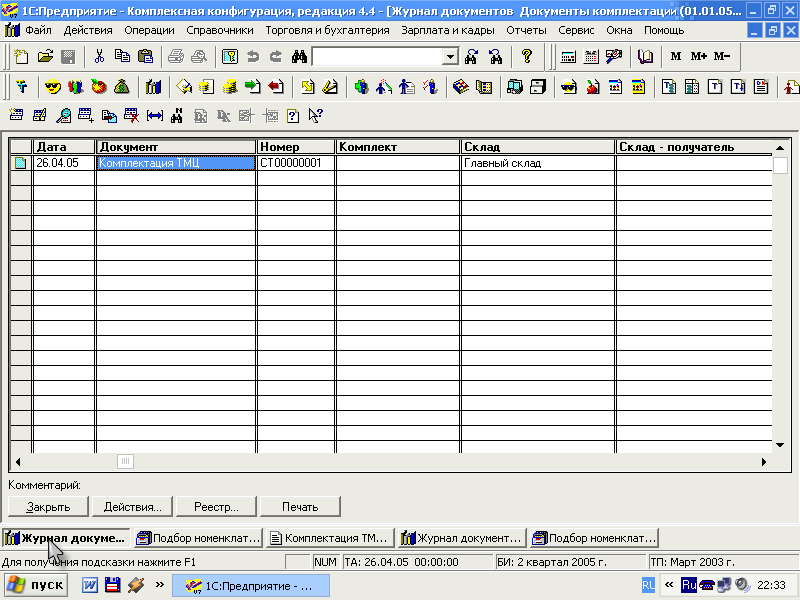 1С:Предприятие - Комплексная конфигурация, редакция 4.4 - [Журнал документов  Документы комплектации (01.01.05...
Файл Действия Операции Справочники Торговля и бухгалтерия Зарплата и кадры Отчеты Сервис Окна Помощь
M M+ M-
Дата Документ Номер Комплект Склад Склад - получатель
26.04.05 Комплектация ТМЦ СТ00000001 Главный склад
Комментарий:
Закрыть Действия... Реестр... Печать
Журнал докуме... Подбор номенклат... Комплектация ТМ... Журнал документ... Подбор номенклат...
Для получения подсказки нажмите F1 NUM ТА: 26.04.05  00:00:00 БИ: 2 квартал 2005 г. ТП: Март 2003 г.
пуск » 1С:Предприятие - ... RL « Ru 22:33